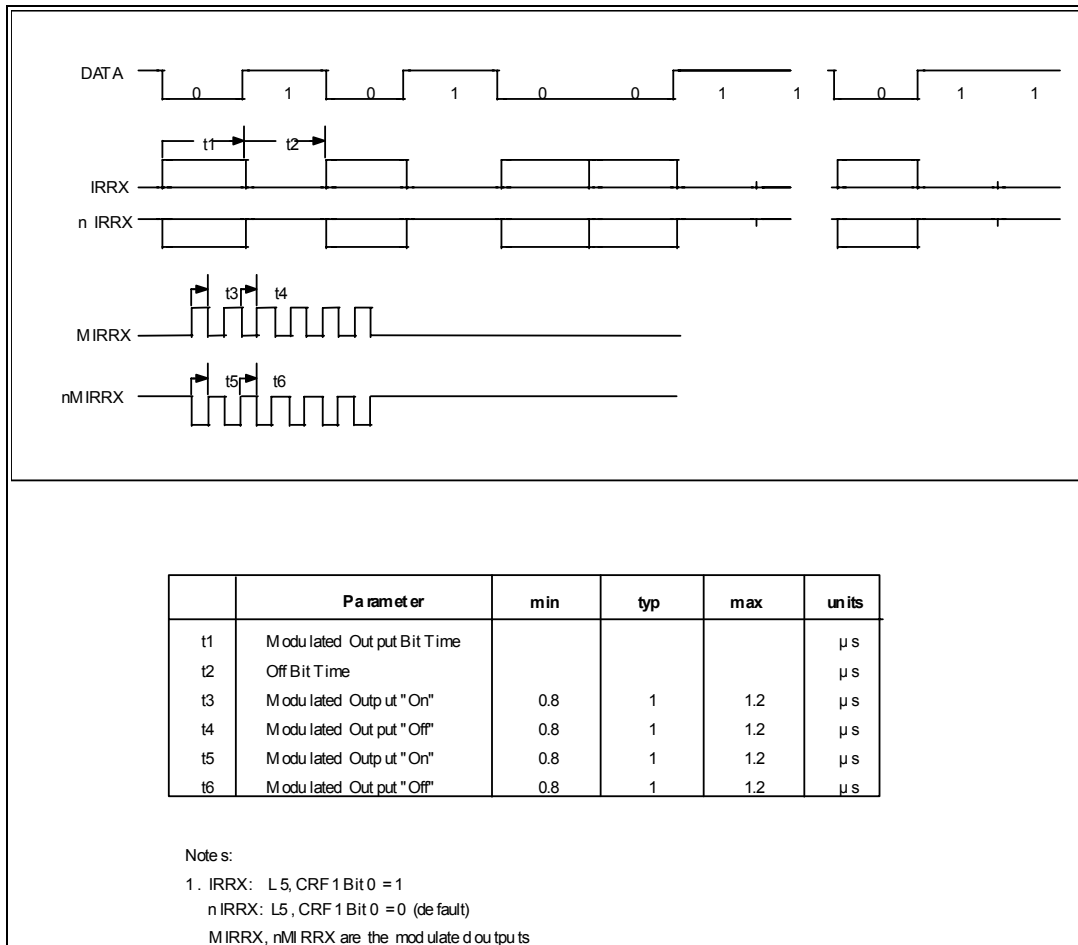 DATA 0 1 0 1 0 0 1 1 0 1 1
t1 t2
IRRX
n IRRX
t3 t4
MIRRX
t5 t6
nMIRRX
Parameter min typ max units
t1 Modulated Output Bit Time µs
t2 Off Bit Time µs
t3 Modulated Output "On" 0.8 1 1.2 µs
t4 Modulated Output "Off" 0.8 1 1.2 µs
t5 Modulated Output "On" 0.8 1 1.2 µs
t6 Modulated Output "Off" 0.8 1 1.2 µs
Notes:
1. IRRX: L5, CRF1 Bit 0 = 1
nIRRX: L5, CRF1 Bit 0 = 0 (default)
MIRRX, nMIRRX are the modulated outputs